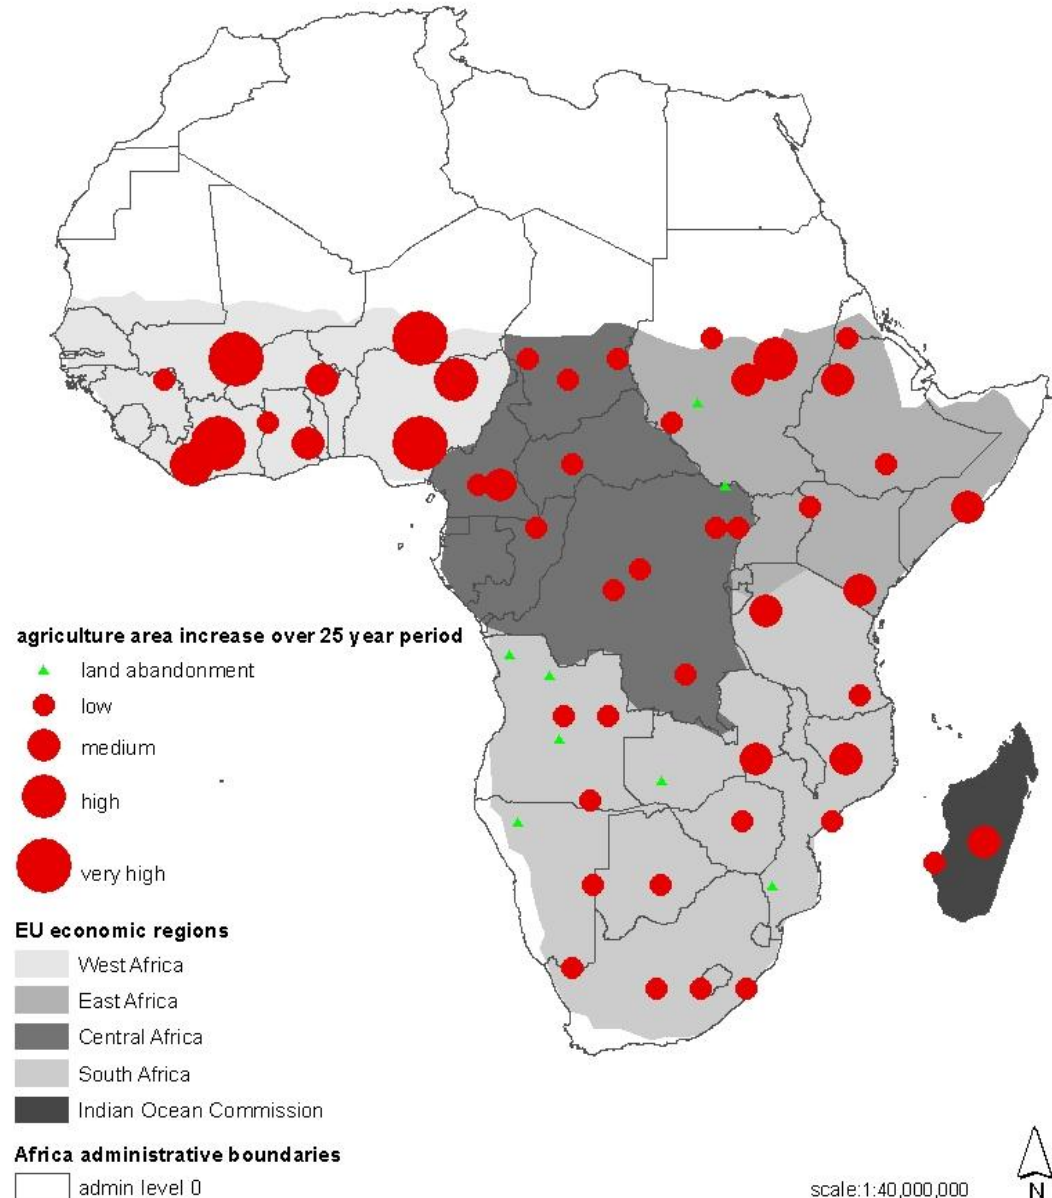 agriculture area increase over 25 year period
land abandonment
low
medium
high
very high
EU economic regions
West Africa
East Africa
Central Africa
South Africa
Indian Ocean Commission
Africa administrative boundaries
admin level 0
scale:1:40,000,000
N